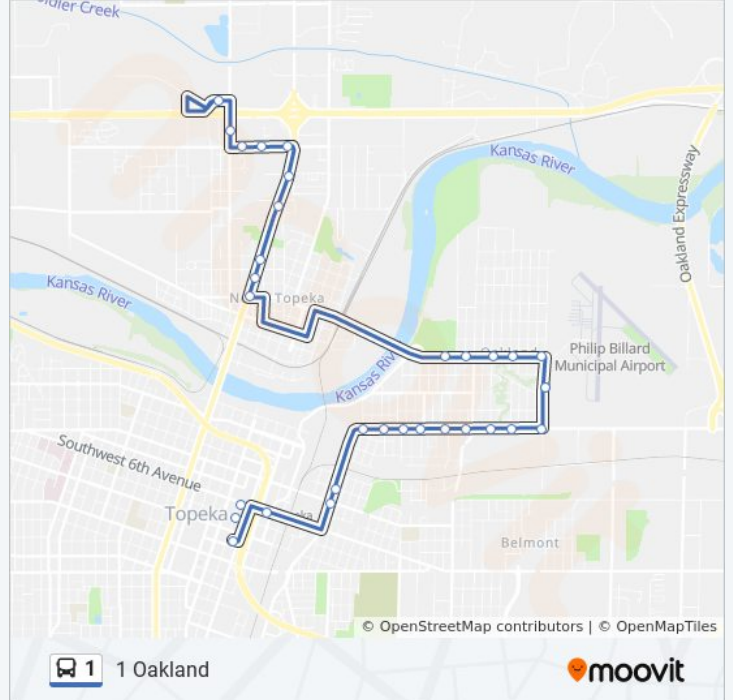 Soldier Creek
Kansas River
Oakland Expressway
Kansas River
North Topeka
Oakland
Philip Billard
Municipal Airport
Kansas River
Southwest 6th Avenue
Topeka
Belmont
© OpenStreetMap contributors | © OpenMapTiles
1 1 Oakland
moovit